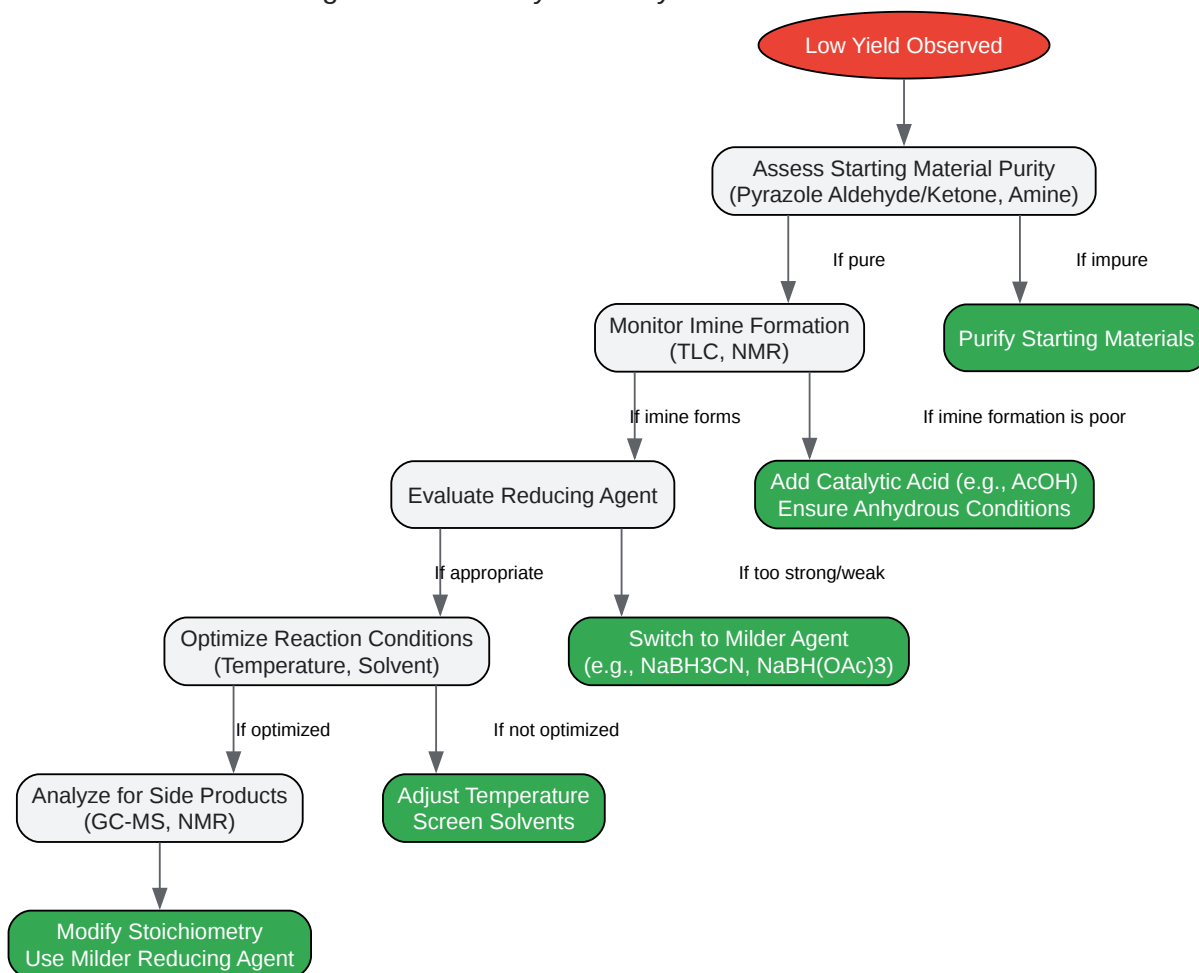 Low Yield Observed
Assess Starting Material Purity
(Pyrazole Aldehyde/Ketone, Amine)
If pure
If impure
Monitor Imine Formation
(TLC, NMR)
Purify Starting Materials
If imine forms
If imine formation is poor
Evaluate Reducing Agent
Add Catalytic Acid (e.g., AcOH)
Ensure Anhydrous Conditions
If appropriate
If too strong/weak
Optimize Reaction Conditions
(Temperature, Solvent)
Switch to Milder Agent
(e.g., NaBH3CN, NaBH(OAc)3)
If optimized
If not optimized
Analyze for Side Products
(GC-MS, NMR)
Adjust Temperature
Screen Solvents
Modify Stoichiometry
Use Milder Reducing Agent